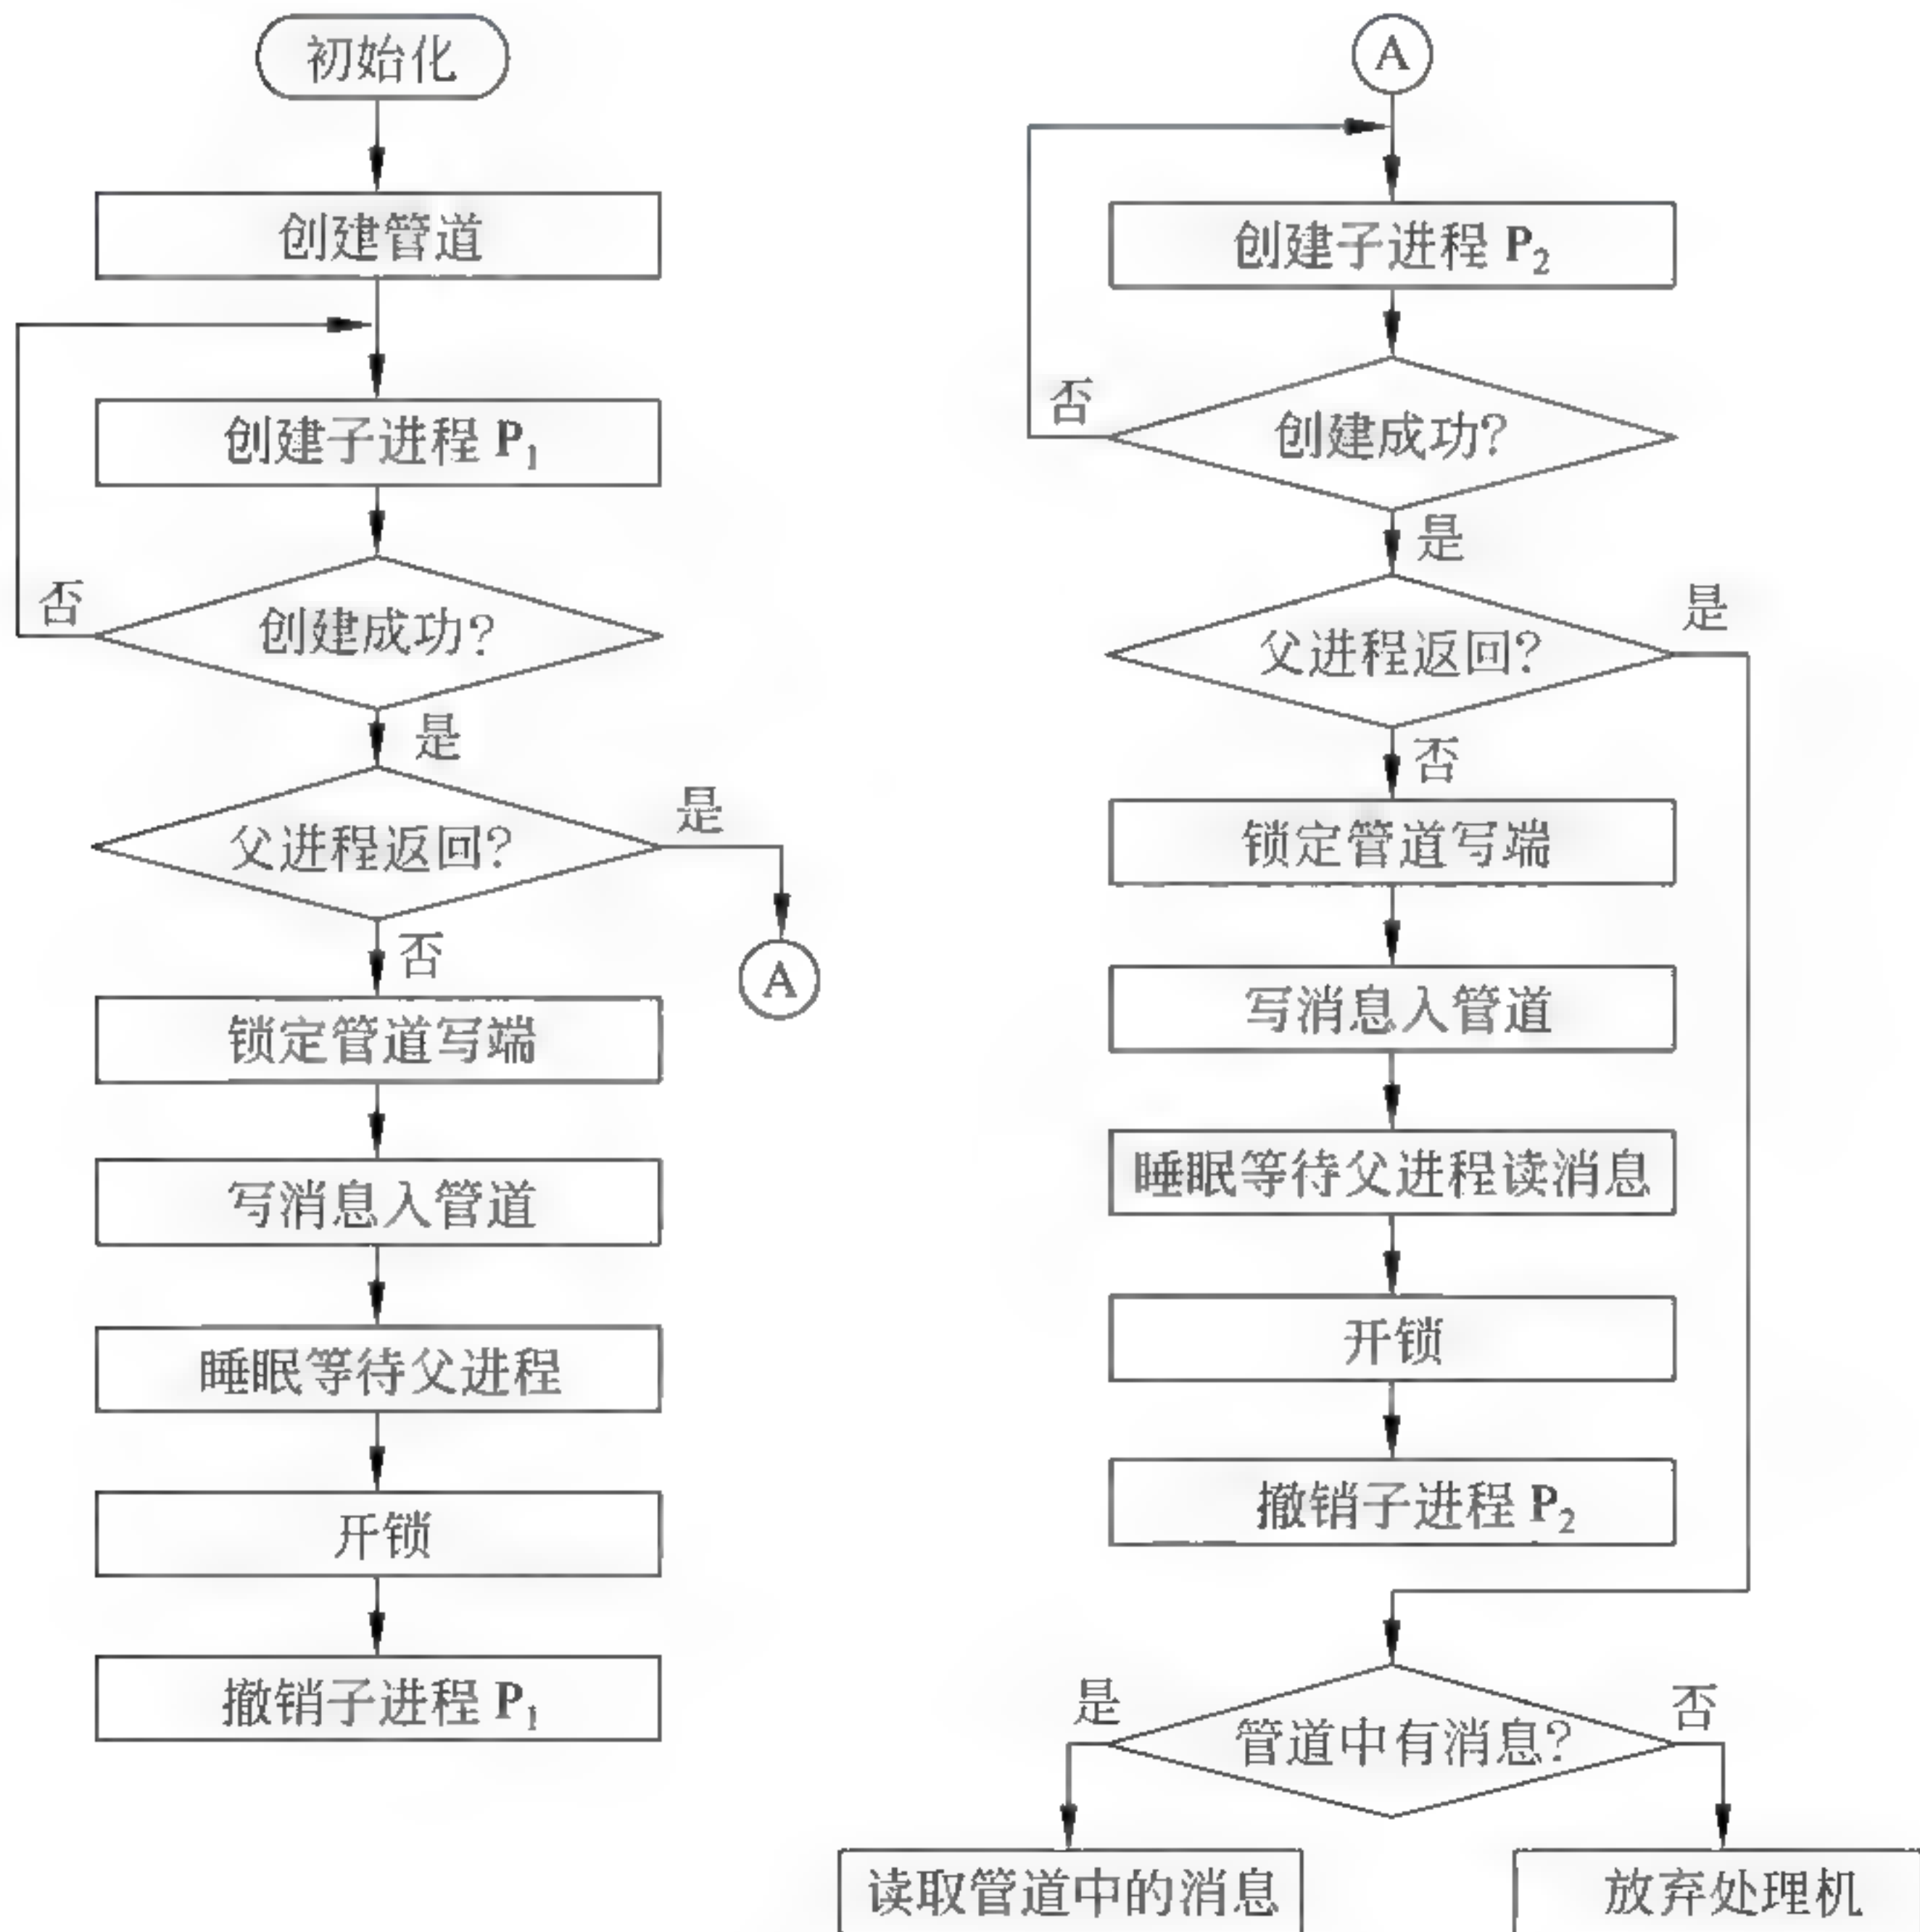 初始化
创建管道
创建子进程 P₁
创建成功?
否
是
父进程返回?
是
A
否
锁定管道写端
写消息入管道
睡眠等待父进程
开锁
撤销子进程 P₁
A
创建子进程 P₂
创建成功?
否
是
父进程返回?
是
否
锁定管道写端
写消息入管道
睡眠等待父进程读消息
开锁
撤销子进程 P₂
管道中有消息?
是
否
读取管道中的消息
放弃处理机